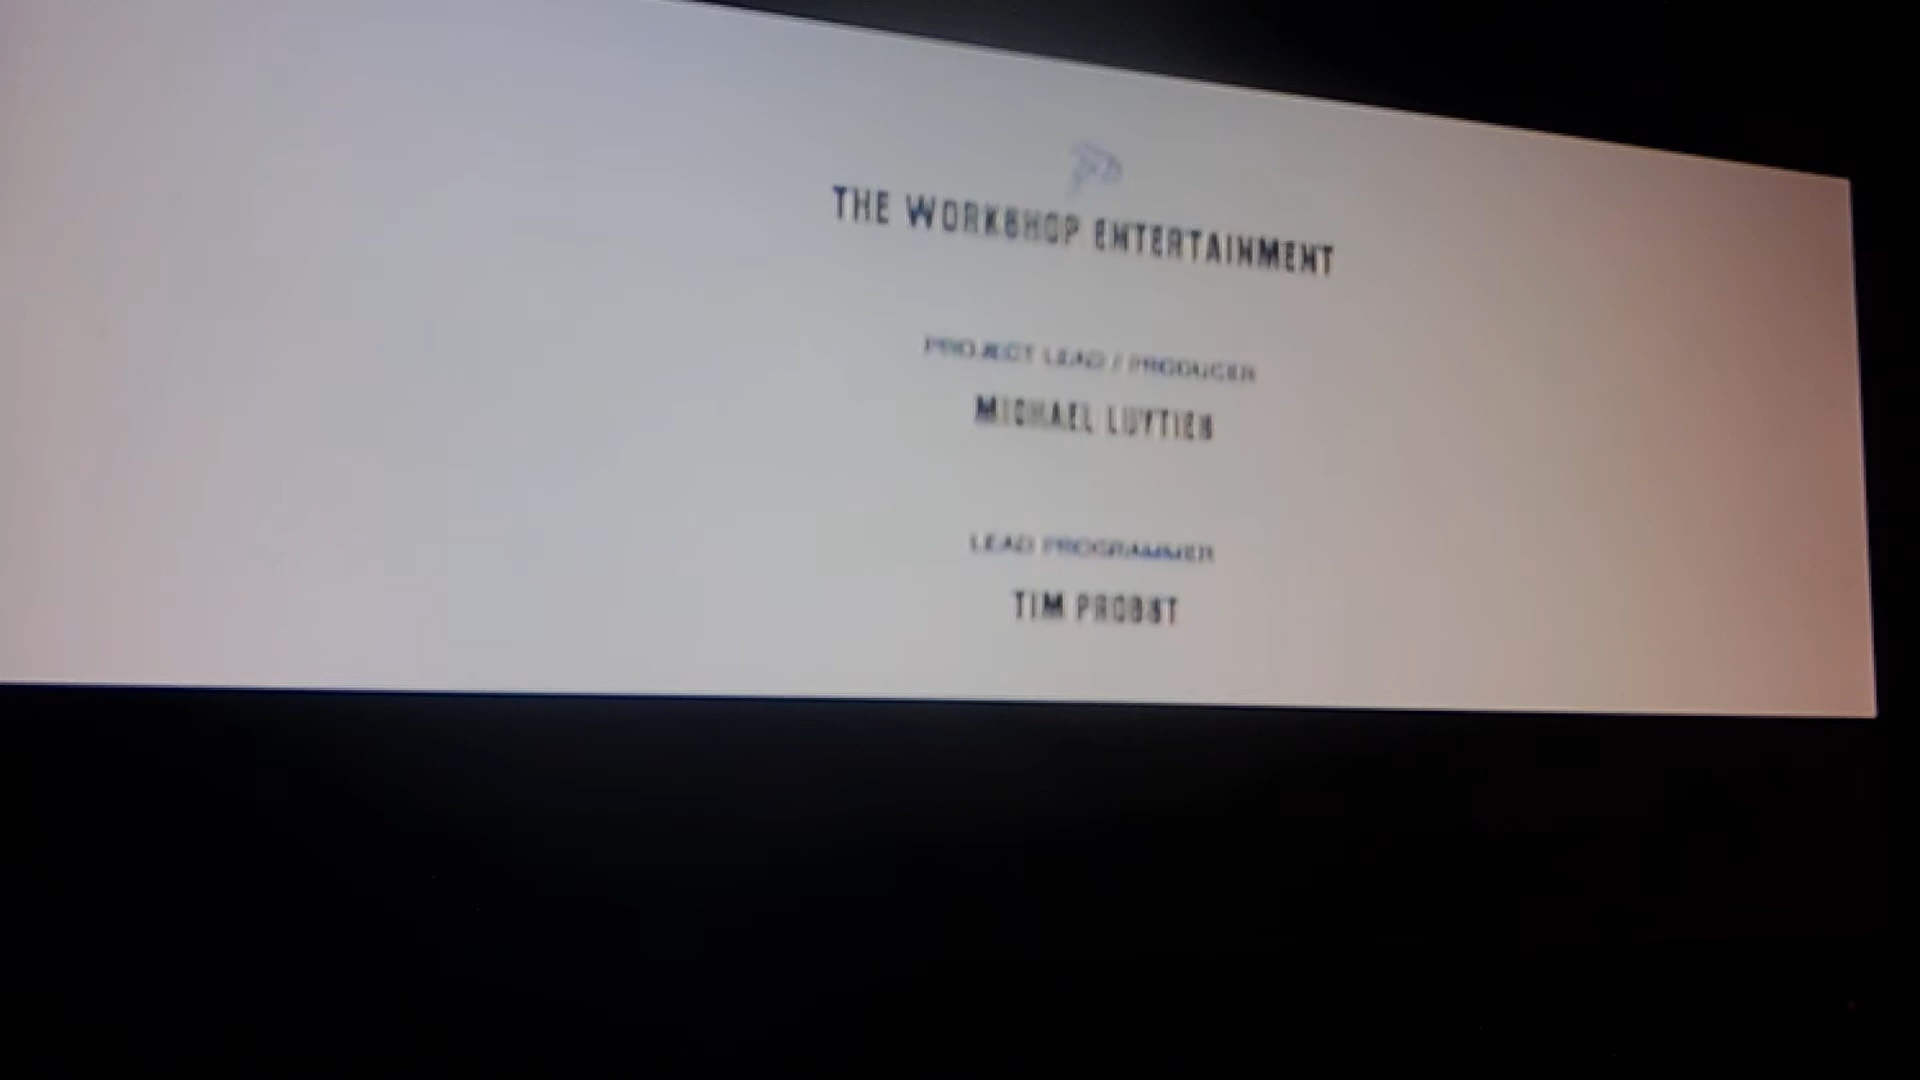 THE WORKSHOP ENTERTAINMENT
PROJECT LEAD / PRODUCER
MICHAEL LUYTIES
LEAD PROGRAMMER
TIM PROBST